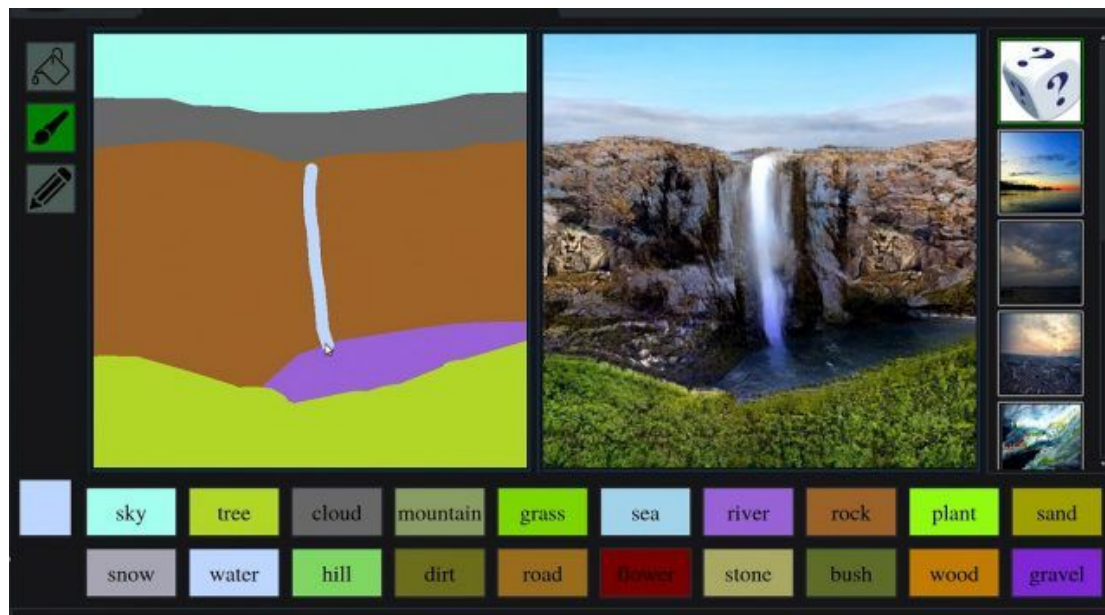 sky tree cloud mountain grass sea river rock plant sand
snow water hill dirt road flower stone bush wood gravel